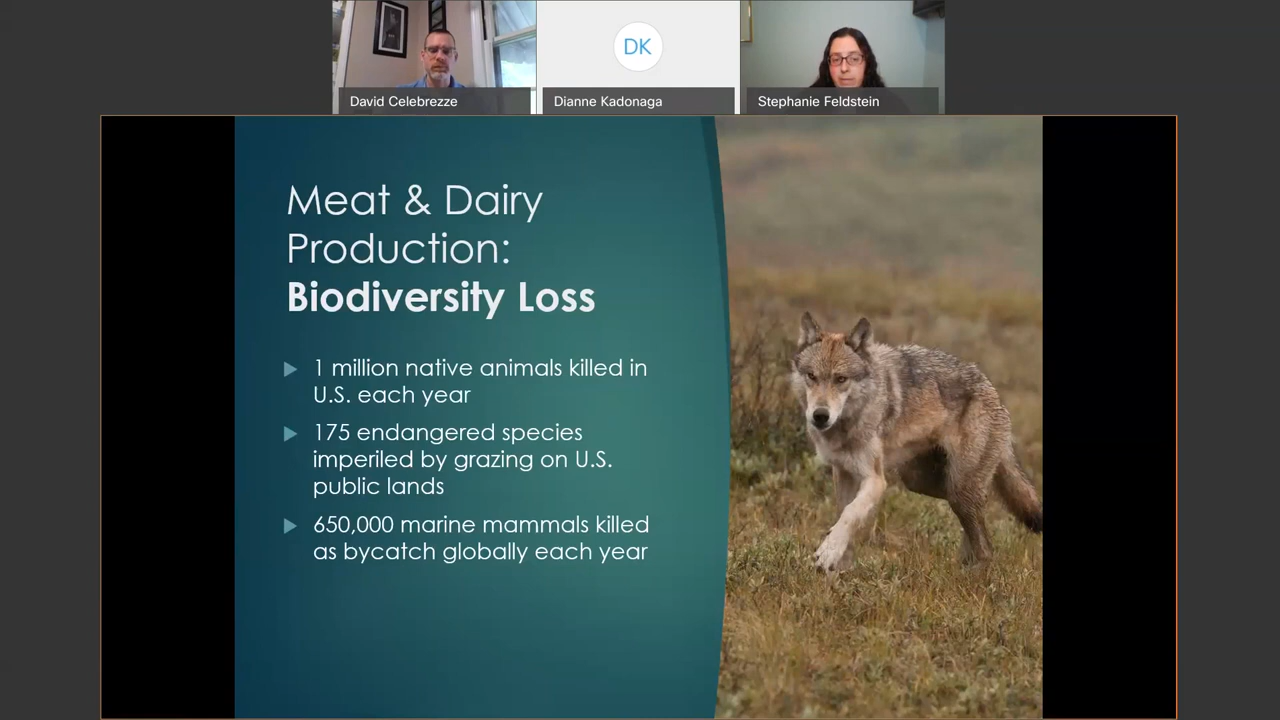 DK
David Celebrezze
Dianne Kadonaga
Stephanie Feldstein
Meat & Dairy
Production:
Biodiversity Loss
1 million native animals killed in
U.S. each year
175 endangered species
imperiled by grazing on U.S.
public lands
650,000 marine mammals killed
as bycatch globally each year